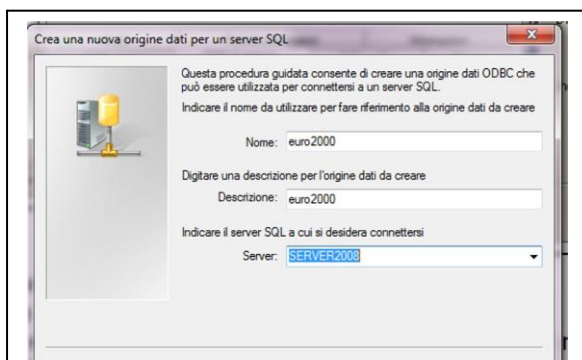 Crea una nuova origine dati per un server SQL
Questa procedura guidata consente di creare una origine dati ODBC che
può essere utilizzata per connettersi a un server SQL.
Indicare il nome da utilizzare per fare riferimento alla origine dati da creare
Nome: euro2000
Digitare una descrizione per l'origine dati da creare
Descrizione: euro2000
Indicare il server SQL a cui si desidera connettersi
Server: SERVER2008